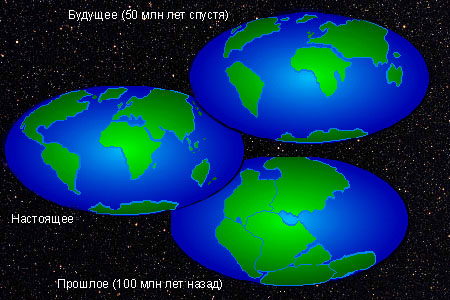 Будущее (50 млн лет спустя)
Настоящее
Прошлое (100 млн лет назад)